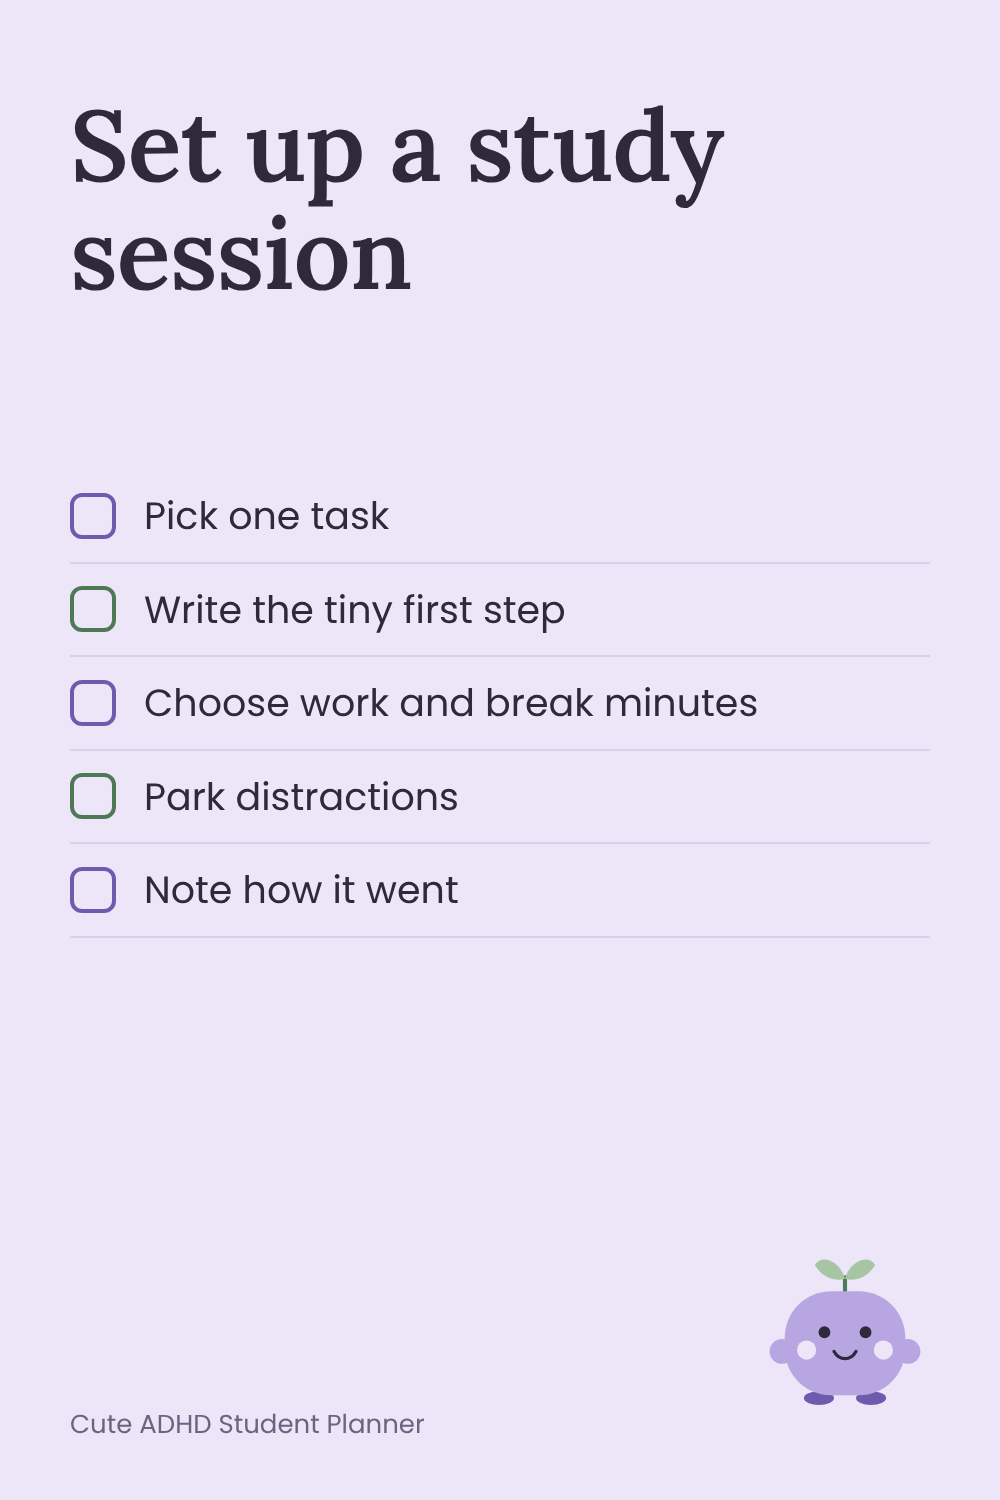 Set up a study
session
Pick one task
Write the tiny first step
Choose work and break minutes
Park distractions
Note how it went
Cute ADHD Student Planner